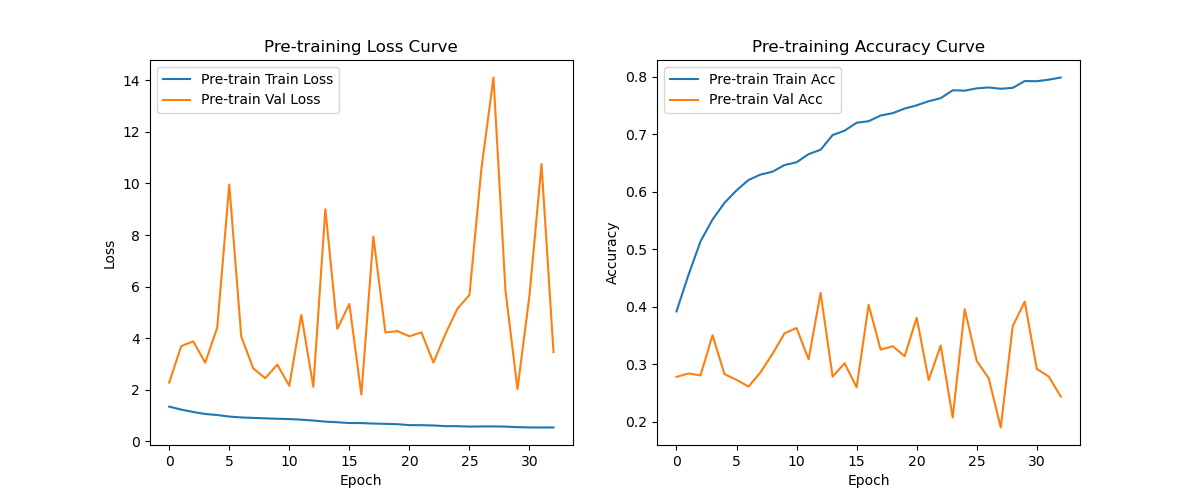 Pre-training Loss Curve
Pre-train Train Loss
Pre-train Val Loss
14
12
10
8
6
4
2
0
Loss
0 5 10 15 20 25 30
Epoch
Pre-training Accuracy Curve
Pre-train Train Acc
Pre-train Val Acc
0.8
0.7
0.6
0.5
0.4
0.3
0.2
Accuracy
0 5 10 15 20 25 30
Epoch